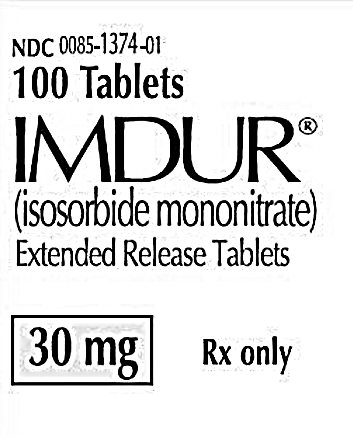 NDC 0085-1374-01
100 Tablets
IMDUR®
(isosorbide mononitrate)
Extended Release Tablets
30 mg Rx only